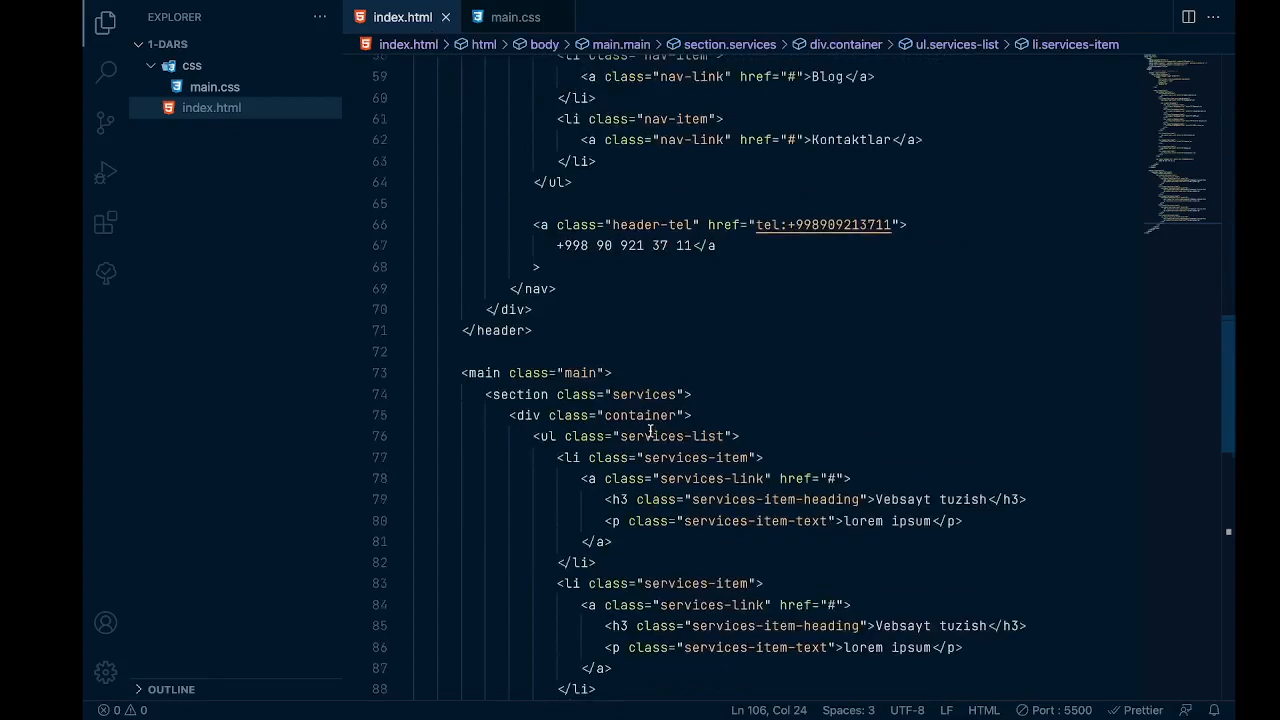 EXPLORER
index.html
main.css
1-DARS
css
main.css
index.html
OUTLINE
index.html html body main.main section.services div.container ul.services-list li.services-item
58 <li class="nav-item">
59 <a class="nav-link" href="#">Blog</a>
60 </li>
61 <li class="nav-item">
62 <a class="nav-link" href="#">Kontaktlar</a>
63 </li>
64 </ul>
65
66 <a class="header-tel" href="tel:+998909213711">
67 +998 90 921 37 11</a
68 >
69 </nav>
70 </div>
71 </header>
72
73 <main class="main">
74 <section class="services">
75 <div class="container">
76 <ul class="services-list">
77 <li class="services-item">
78 <a class="services-link" href="#">
79 <h3 class="services-item-heading">Vebsayt tuzish</h3>
80 <p class="services-item-text">lorem ipsum</p>
81 </a>
82 </li>
83 <li class="services-item">
84 <a class="services-link" href="#">
85 <h3 class="services-item-heading">Vebsayt tuzish</h3>
86 <p class="services-item-text">lorem ipsum</p>
87 </a>
88 </li>
0 0 Ln 106, Col 24 Spaces: 3 UTF-8 LF HTML Port : 5500 Prettier